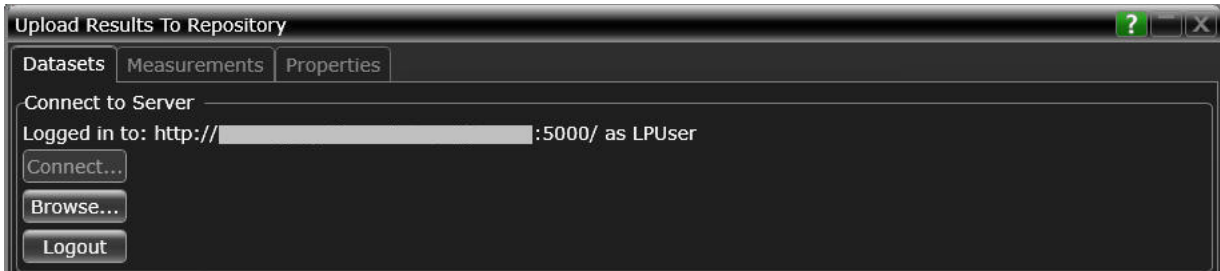 Upload Results To Repository ? X
Datasets Measurements Properties
Connect to Server
Logged in to: http:// :5000/ as LPUser
Connect...
Browse...
Logout